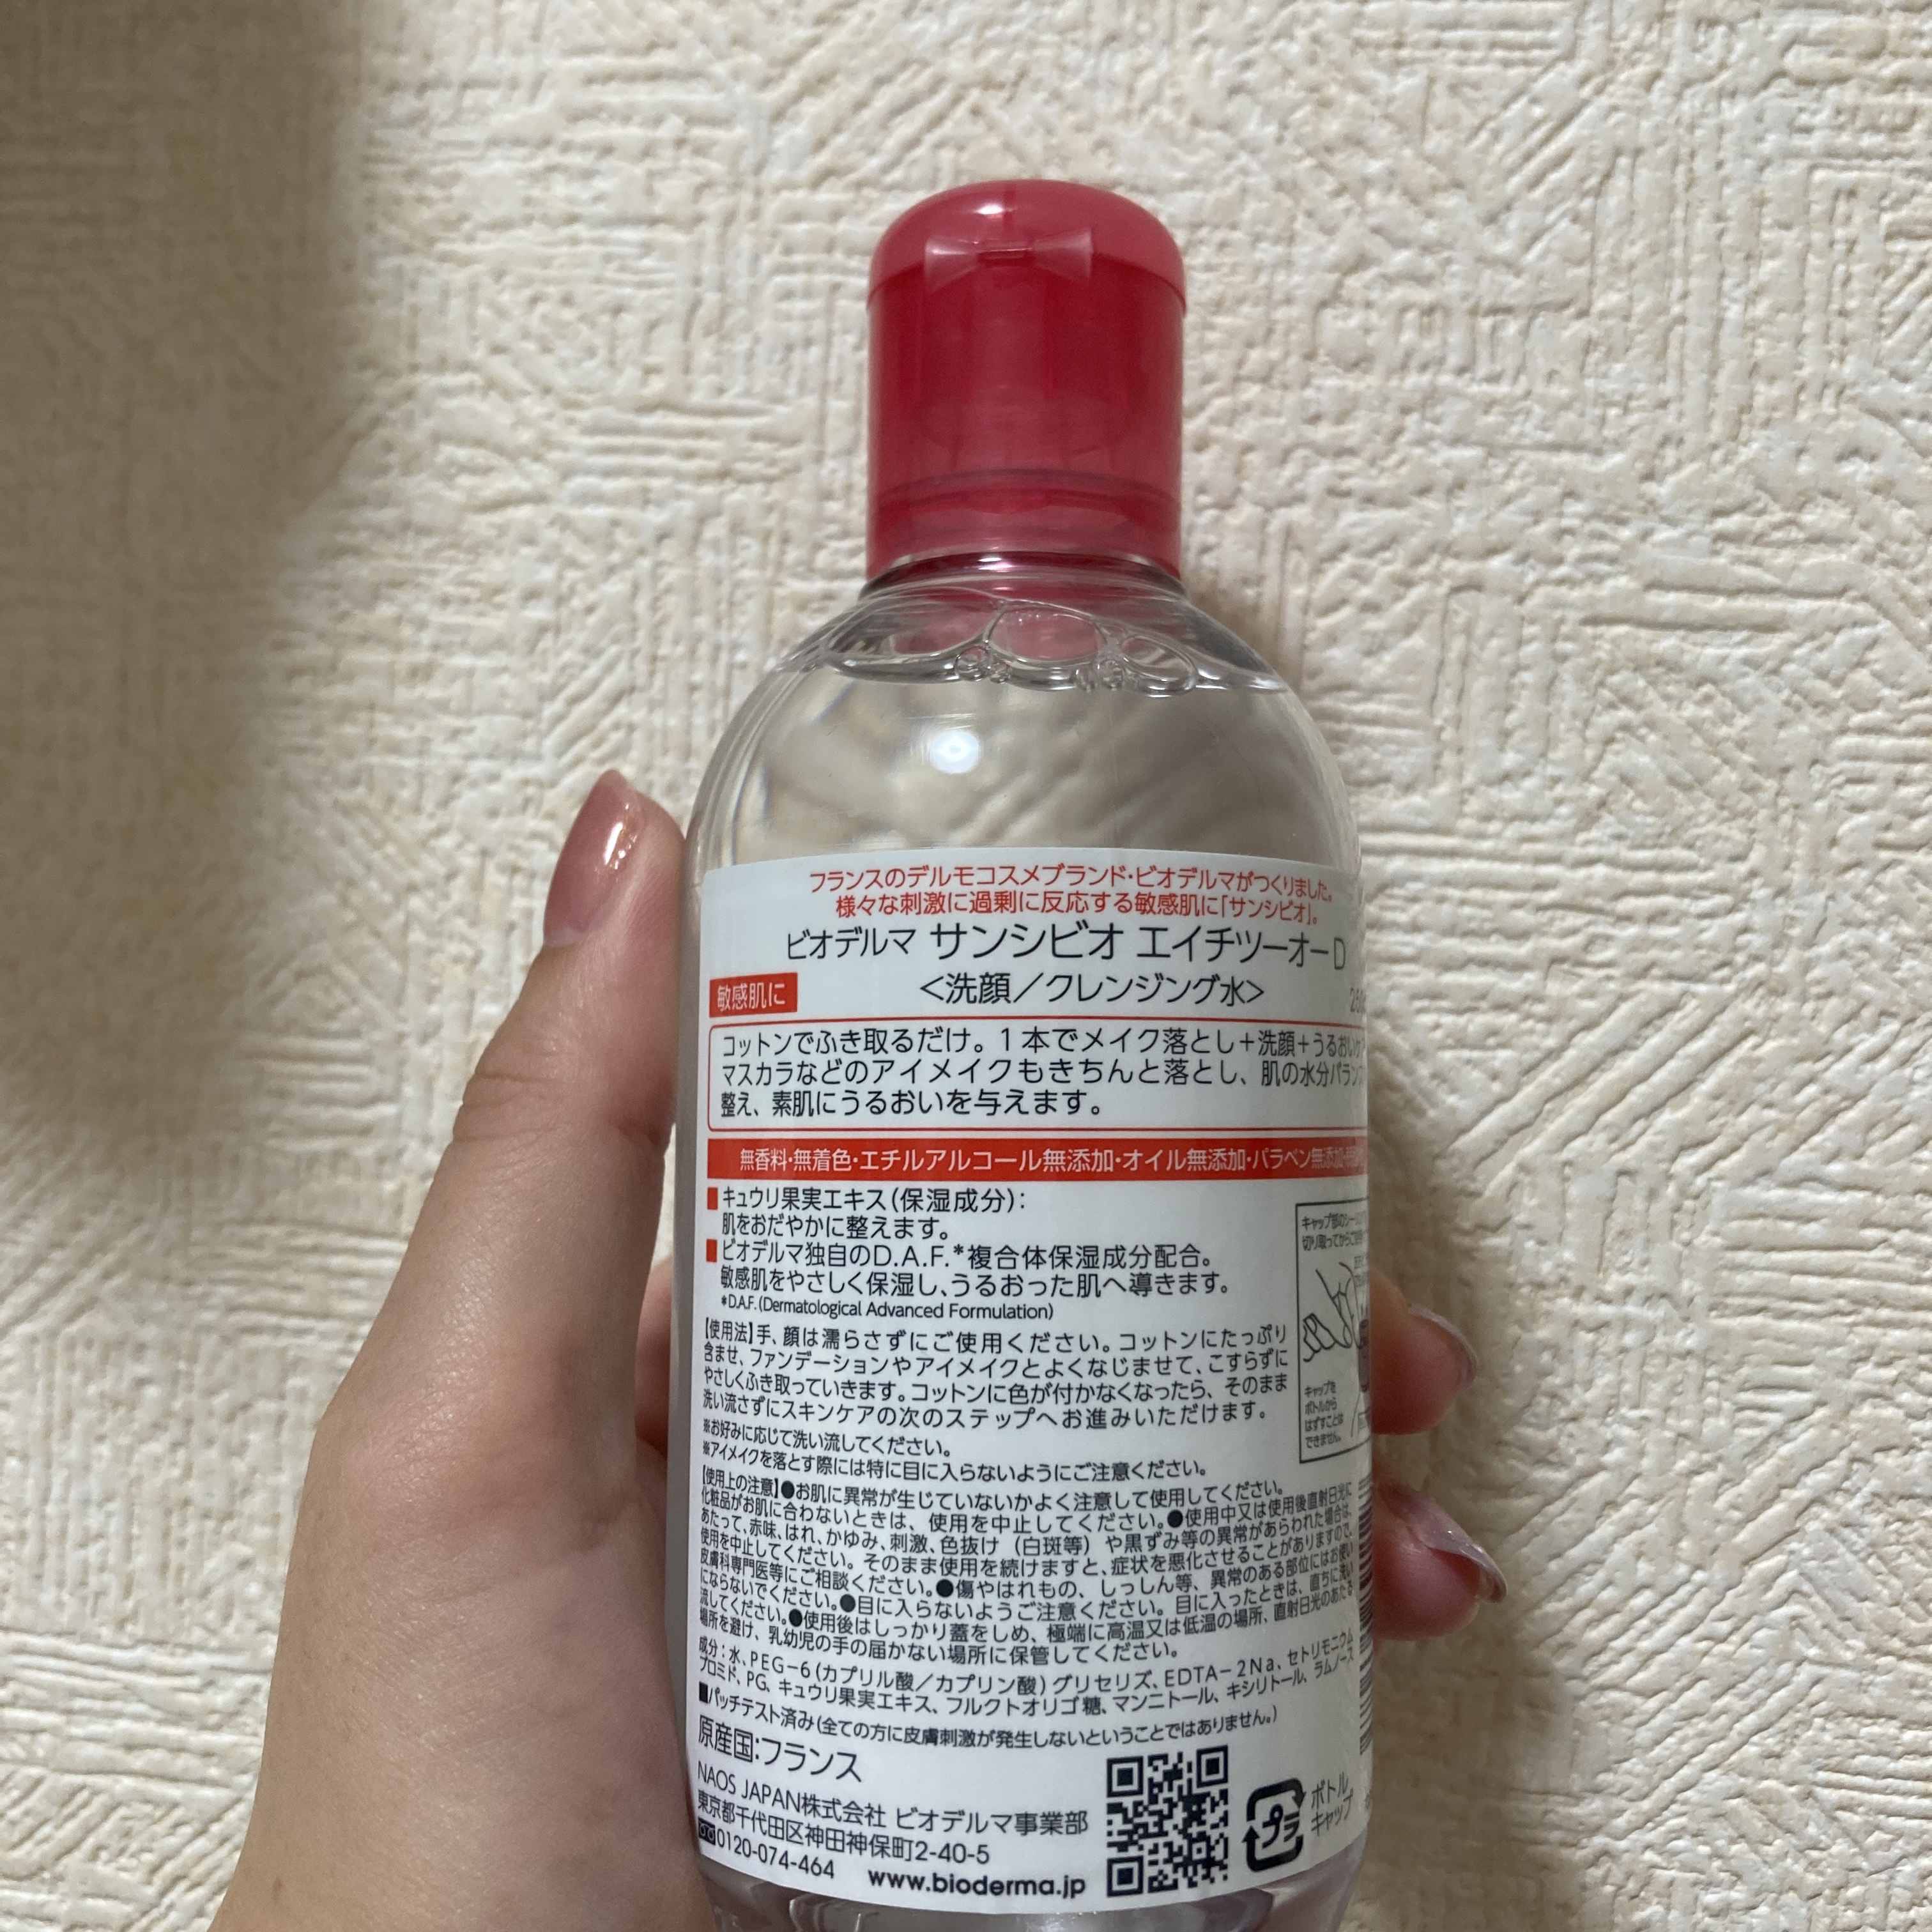 フランスのデルモコスメブランド・ビオデルマがつくりました。
様々な刺激に過剰に反応する敏感肌に「サンシビオ」。
ビオデルマ サンシビオ エイチツーオーD
敏感肌に
<洗顔／クレンジング水>
コットンでふき取るだけ。1本でメイク落とし+洗顔+うるおい
マスカラなどのアイメイクもきちんと落とし、肌の水分バラン
整え、素肌にうるおいを与えます。
無香料・無着色・エチルアルコール無添加・オイル無添加・パラベン無添加
■キュウリ果実エキス(保湿成分):
肌をおだやかに整えます。
■ビオデルマ独自のD.A.F.*複合体保湿成分配合。
敏感肌をやさしく保湿し、うるおった肌へ導きます。
*D.A.F.(Dermatological Advanced Formulation)
キャップ部のシー
切り取ってからご
キャップを
ボトルから
はずすことは
できません。
【使用法】手、顔は濡らさずにご使用ください。コットンにたっぷり
含ませ、ファンデーションやアイメイクとよくなじませて、こすらずに
やさしくふき取っていきます。コットンに色が付かなくなったら、そのまま
洗い流さずにスキンケアの次のステップへお進みいただけます。
※お好みに応じて洗い流してください。
※アイメイクを落とす際には特に目に入らないようにご注意ください。
【使用上の注意】●お肌に異常が生じていないかよく注意して使用してください。
化粧品がお肌に合わないときは、使用を中止してください。●使用中又は使用後直射日光に
あたって、赤味、はれ、かゆみ、刺激、色抜け(白斑等)や黒ずみ等の異常があらわれた場合は、
使用を中止してください。そのまま使用を続けますと、症状を悪化させることがありますので、
皮膚科専門医等にご相談ください。●傷やはれもの、しっしん等、異常のある部位にはお使い
にならないでください。●目に入らないようご注意ください。目に入ったときは、直ちに洗い
流してください。●使用後はしっかり蓋をしめ、極端に高温又は低温の場所、直射日光のあたる
場所を避け、乳幼児の手の届かない場所に保管してください。
成分:水、PEG-6(カプリル酸／カプリン酸)グリセリズ、EDTA-2Na、セトリモニウム
ブロミド、PG、キュウリ果実エキス、フルクトオリゴ糖、マンニトール、キシリトール、ラムノース
■パッチテスト済み(全ての方に皮膚刺激が発生しないということではありません。)
原産国:フランス
NAOS JAPAN株式会社 ビオデルマ事業部
東京都千代田区神田神保町2-40-5
0120-074-464
www.bioderma.jp
プラ
ボトル
キャップ